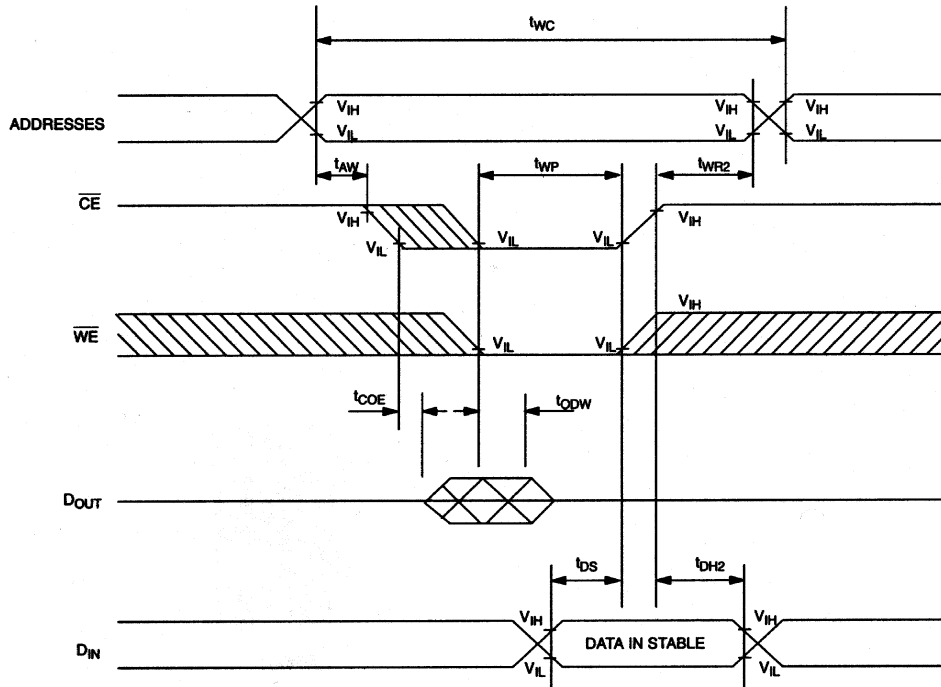 tWC
ADDRESSES
VIH VIH VIH
VIL VIL VIL
tAW tWP tWR2
CE
VIH VIH
VIL VIL VIL
VIH
WE
VIL VIL
tCOE tODW
DOUT
tDS tDH2
VIH DATA IN STABLE VIH
DIN
VIL VIL